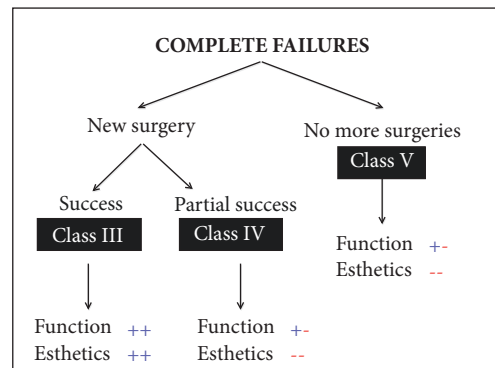 COMPLETE FAILURES
New surgery
No more surgeries
Class V
Success
Partial success
Class III
Class IV
Function +-
Esthetics --
Function ++
Esthetics ++
Function +-
Esthetics --